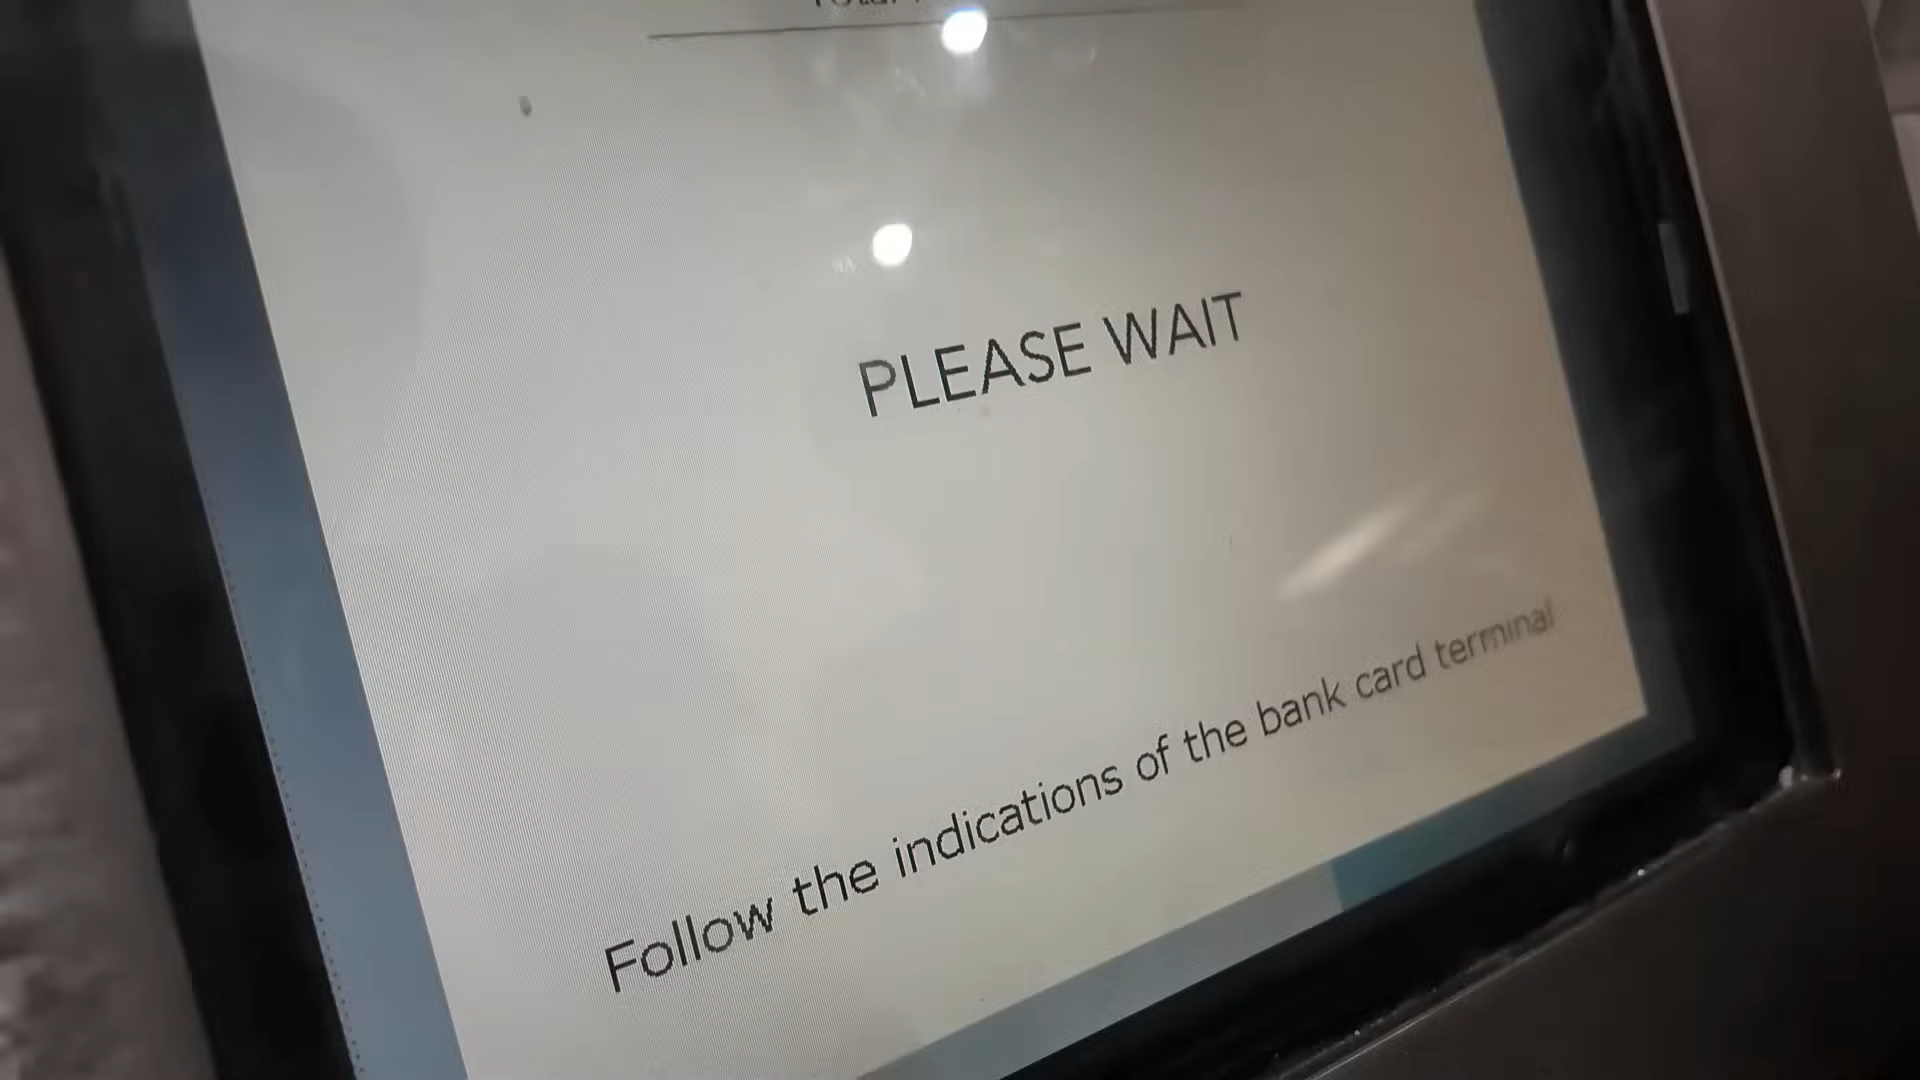 PLEASE WAIT
Follow the indications of the bank card terminal